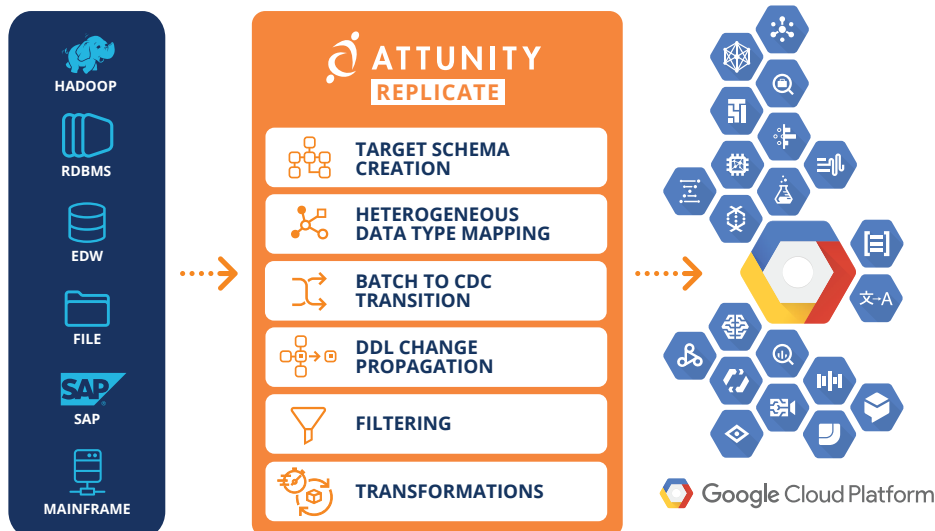 HADOOP
RDBMS
EDW
FILE
SAP
SAP
MAINFRAME
ATTUNITY
REPLICATE
TARGET SCHEMA
CREATION
HETEROGENEOUS
DATA TYPE MAPPING
BATCH TO CDC
TRANSITION
DDL CHANGE
PROPAGATION
FILTERING
TRANSFORMATIONS
文→A
Google Cloud Platform